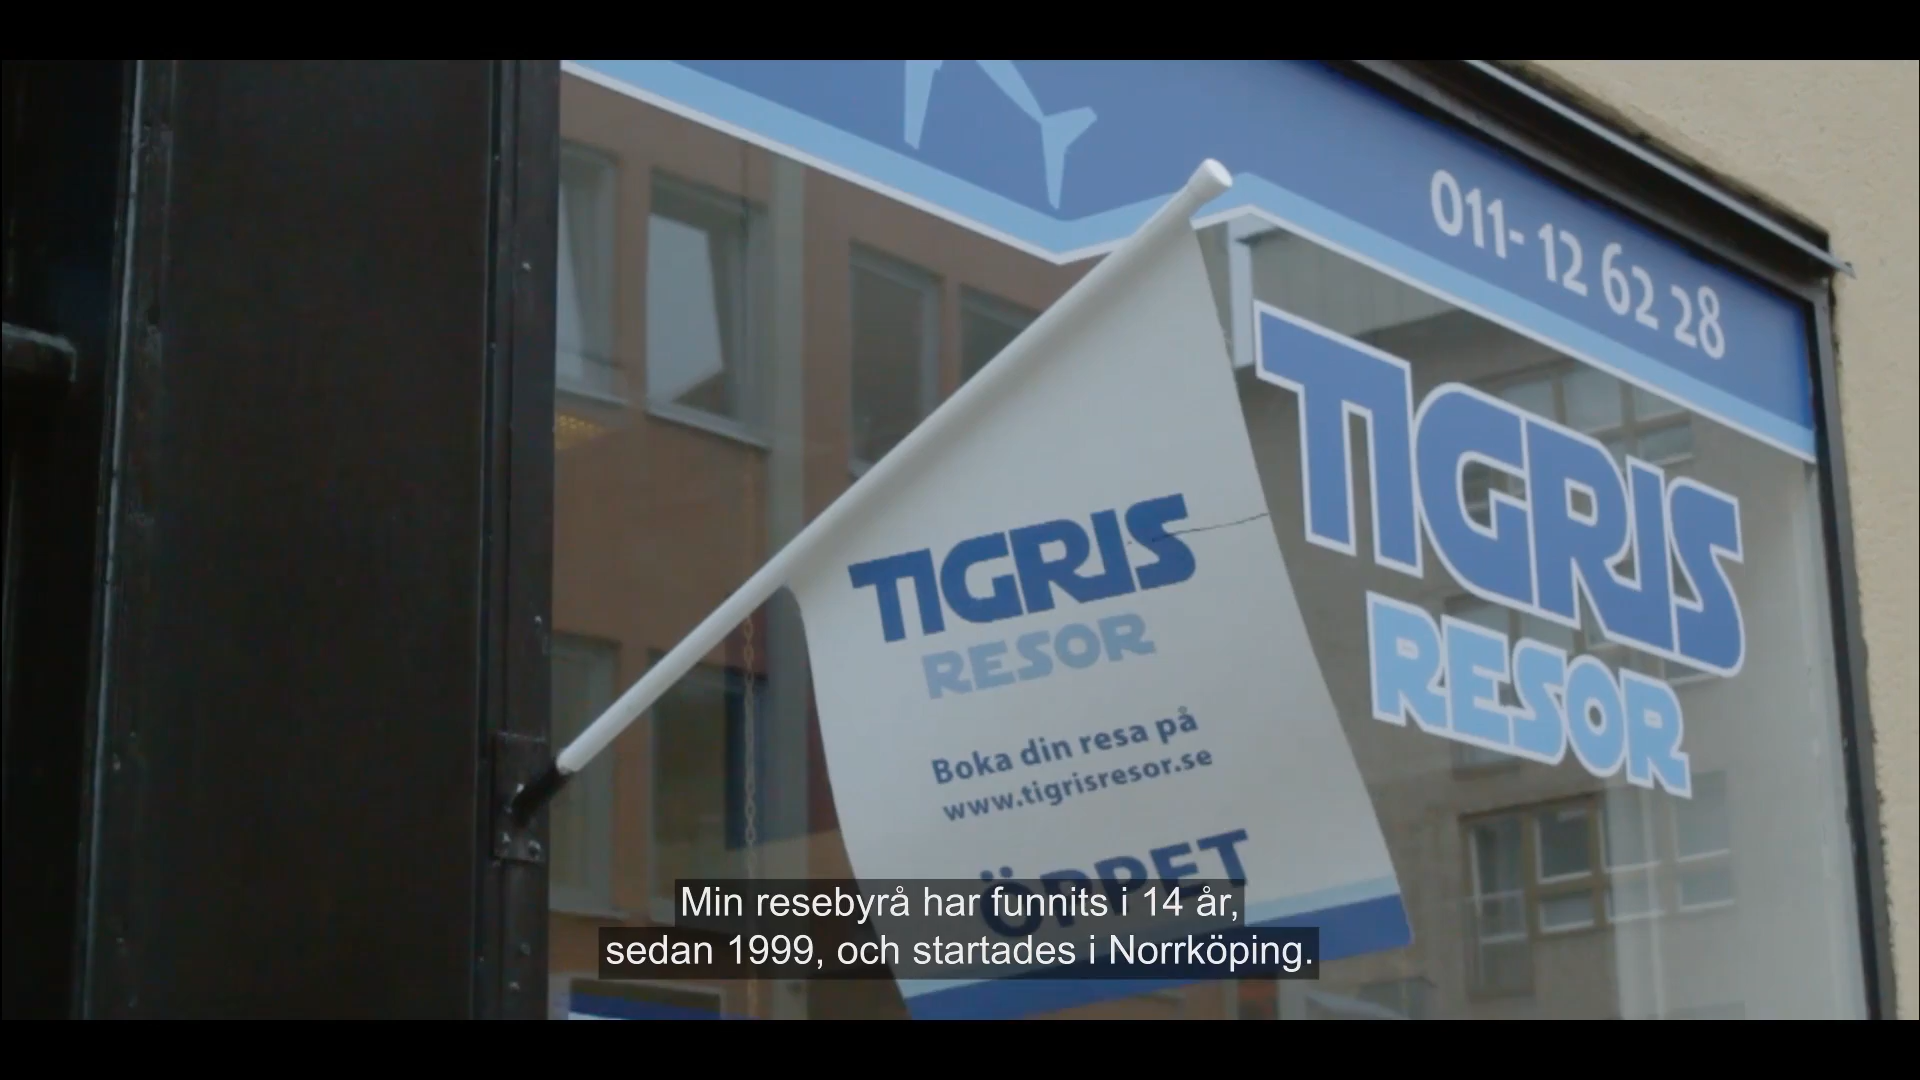 011- 12 62 28
TIGRIS
RESOR
TIGRIS
RESOR
Boka din resa på
www.tigrisresor.se
ÖPPET
Min resebyrå har funnits i 14 år,
sedan 1999, och startades i Norrköping.